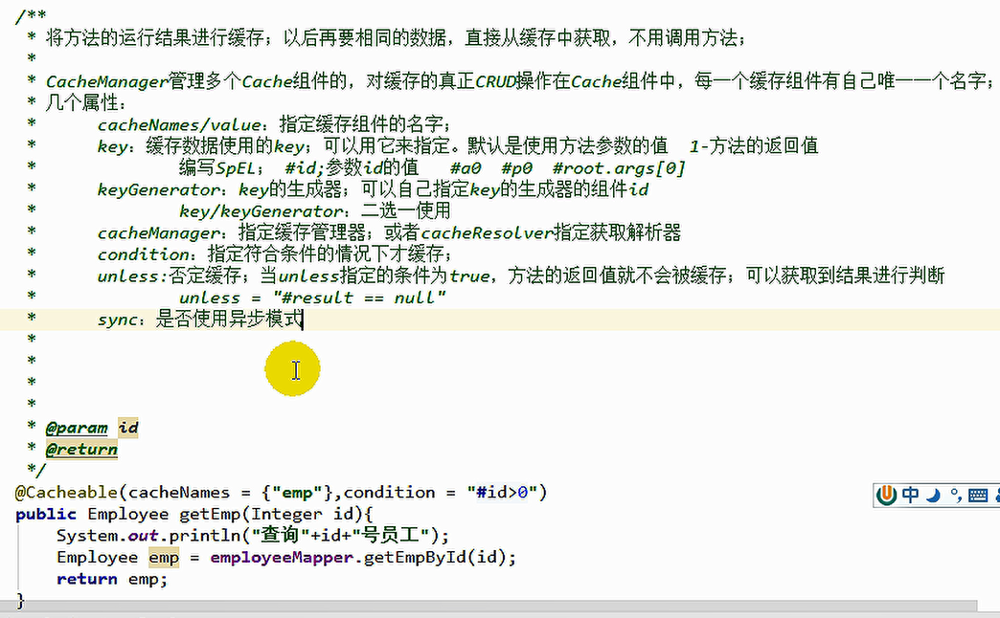 /**
* 将方法的运行结果进行缓存；以后再要相同的数据，直接从缓存中获取，不用调用方法；
*
* CacheManager管理多个Cache组件的，对缓存的真正CRUD操作在Cache组件中，每一个缓存组件有自己唯一一个名字；
* 几个属性：
* cacheNames/value：指定缓存组件的名字；
* key：缓存数据使用的key；可以用它来指定。默认是使用方法参数的值 1-方法的返回值
* 编写SpEL； #id;参数id的值 #a0 #p0 #root.args[0]
* keyGenerator：key的生成器；可以自己指定key的生成器的组件id
* key/keyGenerator：二选一使用
* cacheManager：指定缓存管理器；或者cacheResolver指定获取解析器
* condition：指定符合条件的情况下才缓存；
* unless:否定缓存；当unless指定的条件为true，方法的返回值就不会被缓存；可以获取到结果进行判断
* unless = "#result == null"
* sync：是否使用异步模式
*
*
*
*
* @param id
* @return
*/
@Cacheable(cacheNames = {"emp"},condition = "#id>0")
中
public Employee getEmp(Integer id){
System.out.println("查询"+id+"号员工");
Employee emp = employeeMapper.getEmpById(id);
return emp;
}